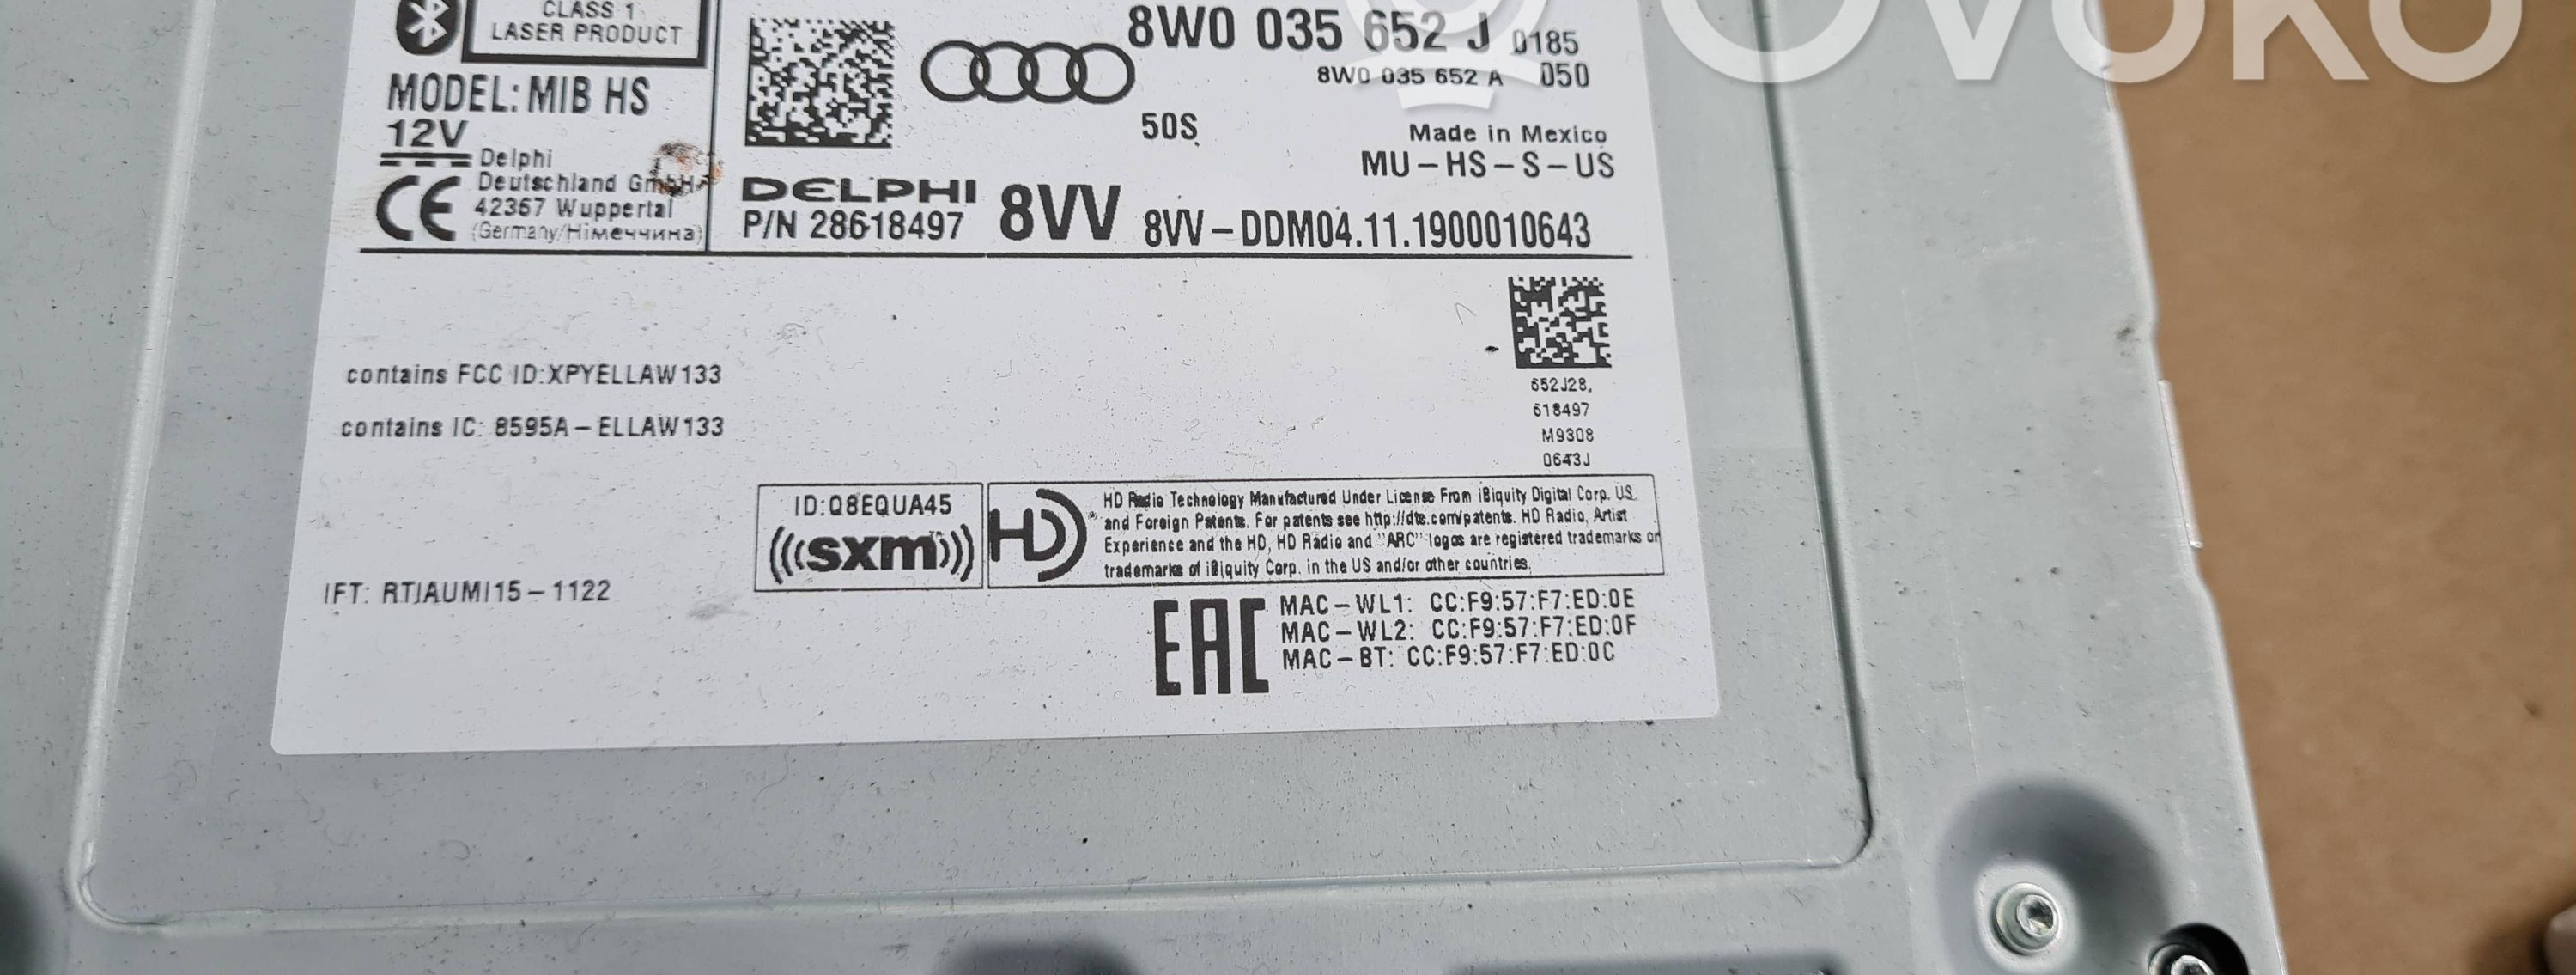 CLASS 1
LASER PRODUCT
MODEL: MIB HS
12V
Delphi
Deutschland GmbH
42367 Wuppertal
(Germany/Німеччина)
8W0 035 652 J 0185
8W0 035 652 A 050
50S
Made in Mexico
MU-HS-S-US
DELPHI
P/N 28618497
8VV
8VV-DDM04.11.1900010643
contains FCC ID:XPYELLAW133
contains IC: 8595A-ELLAW133
652J28,
618497
M9308
0643J
IFT: RTIAUMI15-1122
ID:Q8EQUA45
(((sxm)))
HD
HD Radio Technology Manufactured Under License From iBiquity Digital Corp. US
and Foreign Patents. For patents see http://dts.com/patents. HD Radio, Artist
Experience and the HD, HD Radio and "ARC" logos are registered trademarks or
trademarks of iBiquity Corp. in the US and/or other countries.
EAC
MAC-WL1: CC:F9:57:F7:ED:0E
MAC-WL2: CC:F9:57:F7:ED:0F
MAC-BT: CC:F9:57:F7:ED:0C
CE
OVOKO